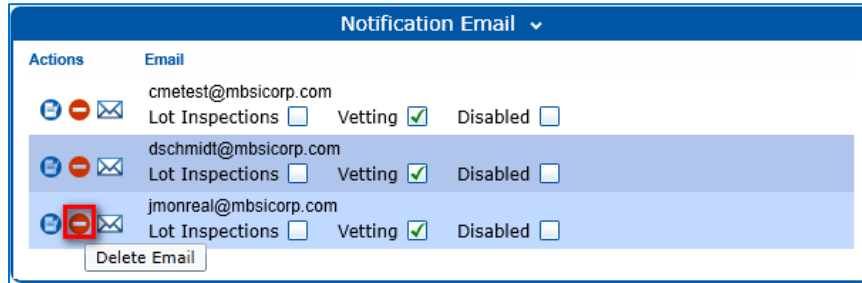 Notification Email
Actions Email
cmetest@mbsicorp.com
Lot Inspections Vetting Disabled
dschmidt@mbsicorp.com
Lot Inspections Vetting Disabled
jmonreal@mbsicorp.com
Lot Inspections Vetting Disabled
Delete Email